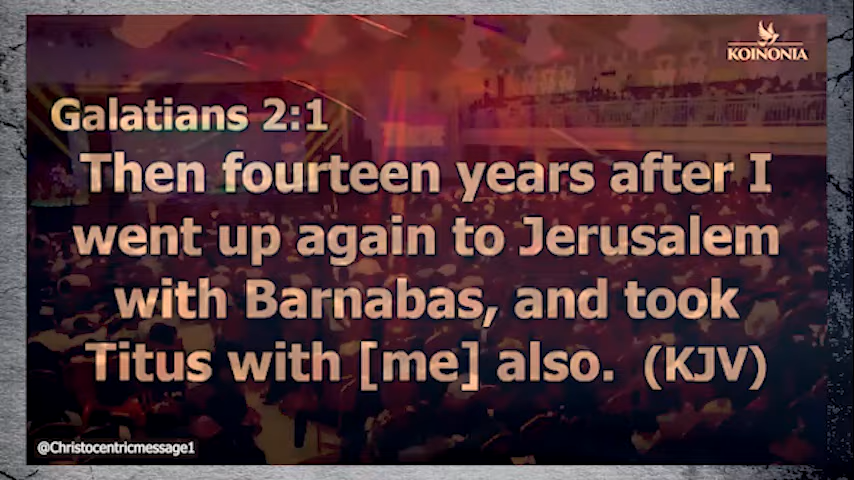 KOINONIA
Galatians 2:1
Then fourteen years after I
went up again to Jerusalem
with Barnabas, and took
Titus with [me] also. (KJV)
@Christocentricmessage1